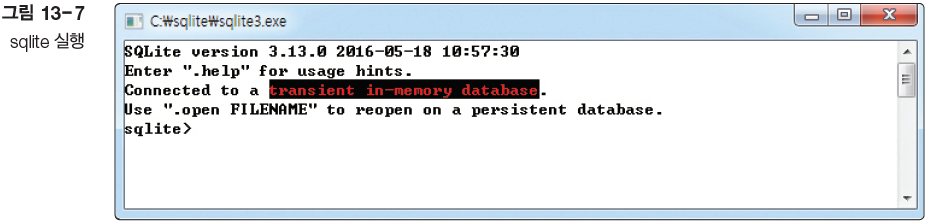 그림 13-7
sqlite 실행
C:₩sqlite₩sqlite3.exe
SQLite version 3.13.0 2016-05-18 10:57:30
Enter ".help" for usage hints.
Connected to a transient in-memory database.
Use ".open FILENAME" to reopen on a persistent database.
sqlite>